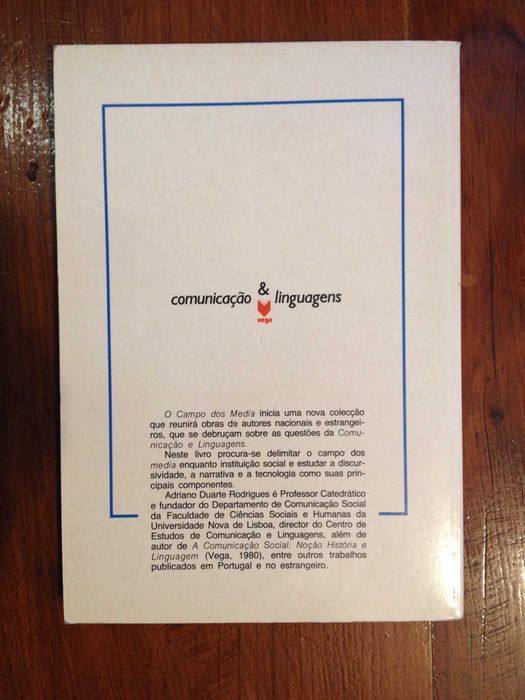 comunicação & linguagens
vega
O Campo dos Media inicia uma nova colecção
que reunirá obras de autores nacionais e estrangei-
ros, que se debruçam sobre as questões da Comu-
nicação e Linguagens.
Neste livro procura-se delimitar o campo dos
media enquanto instituição social e estudar a discur-
sividade, a narrativa e a tecnologia como suas prin-
cipais componentes.
Adriano Duarte Rodrigues é Professor Catedrático
e fundador do Departamento de Comunicação Social
da Faculdade de Ciências Sociais e Humanas da
Universidade Nova de Lisboa, director do Centro de
Estudos de Comunicação e Linguagens, além de
autor de A Comunicação Social: Noção História e
Linguagem (Vega, 1980), entre outros trabalhos
publicados em Portugal e no estrangeiro.